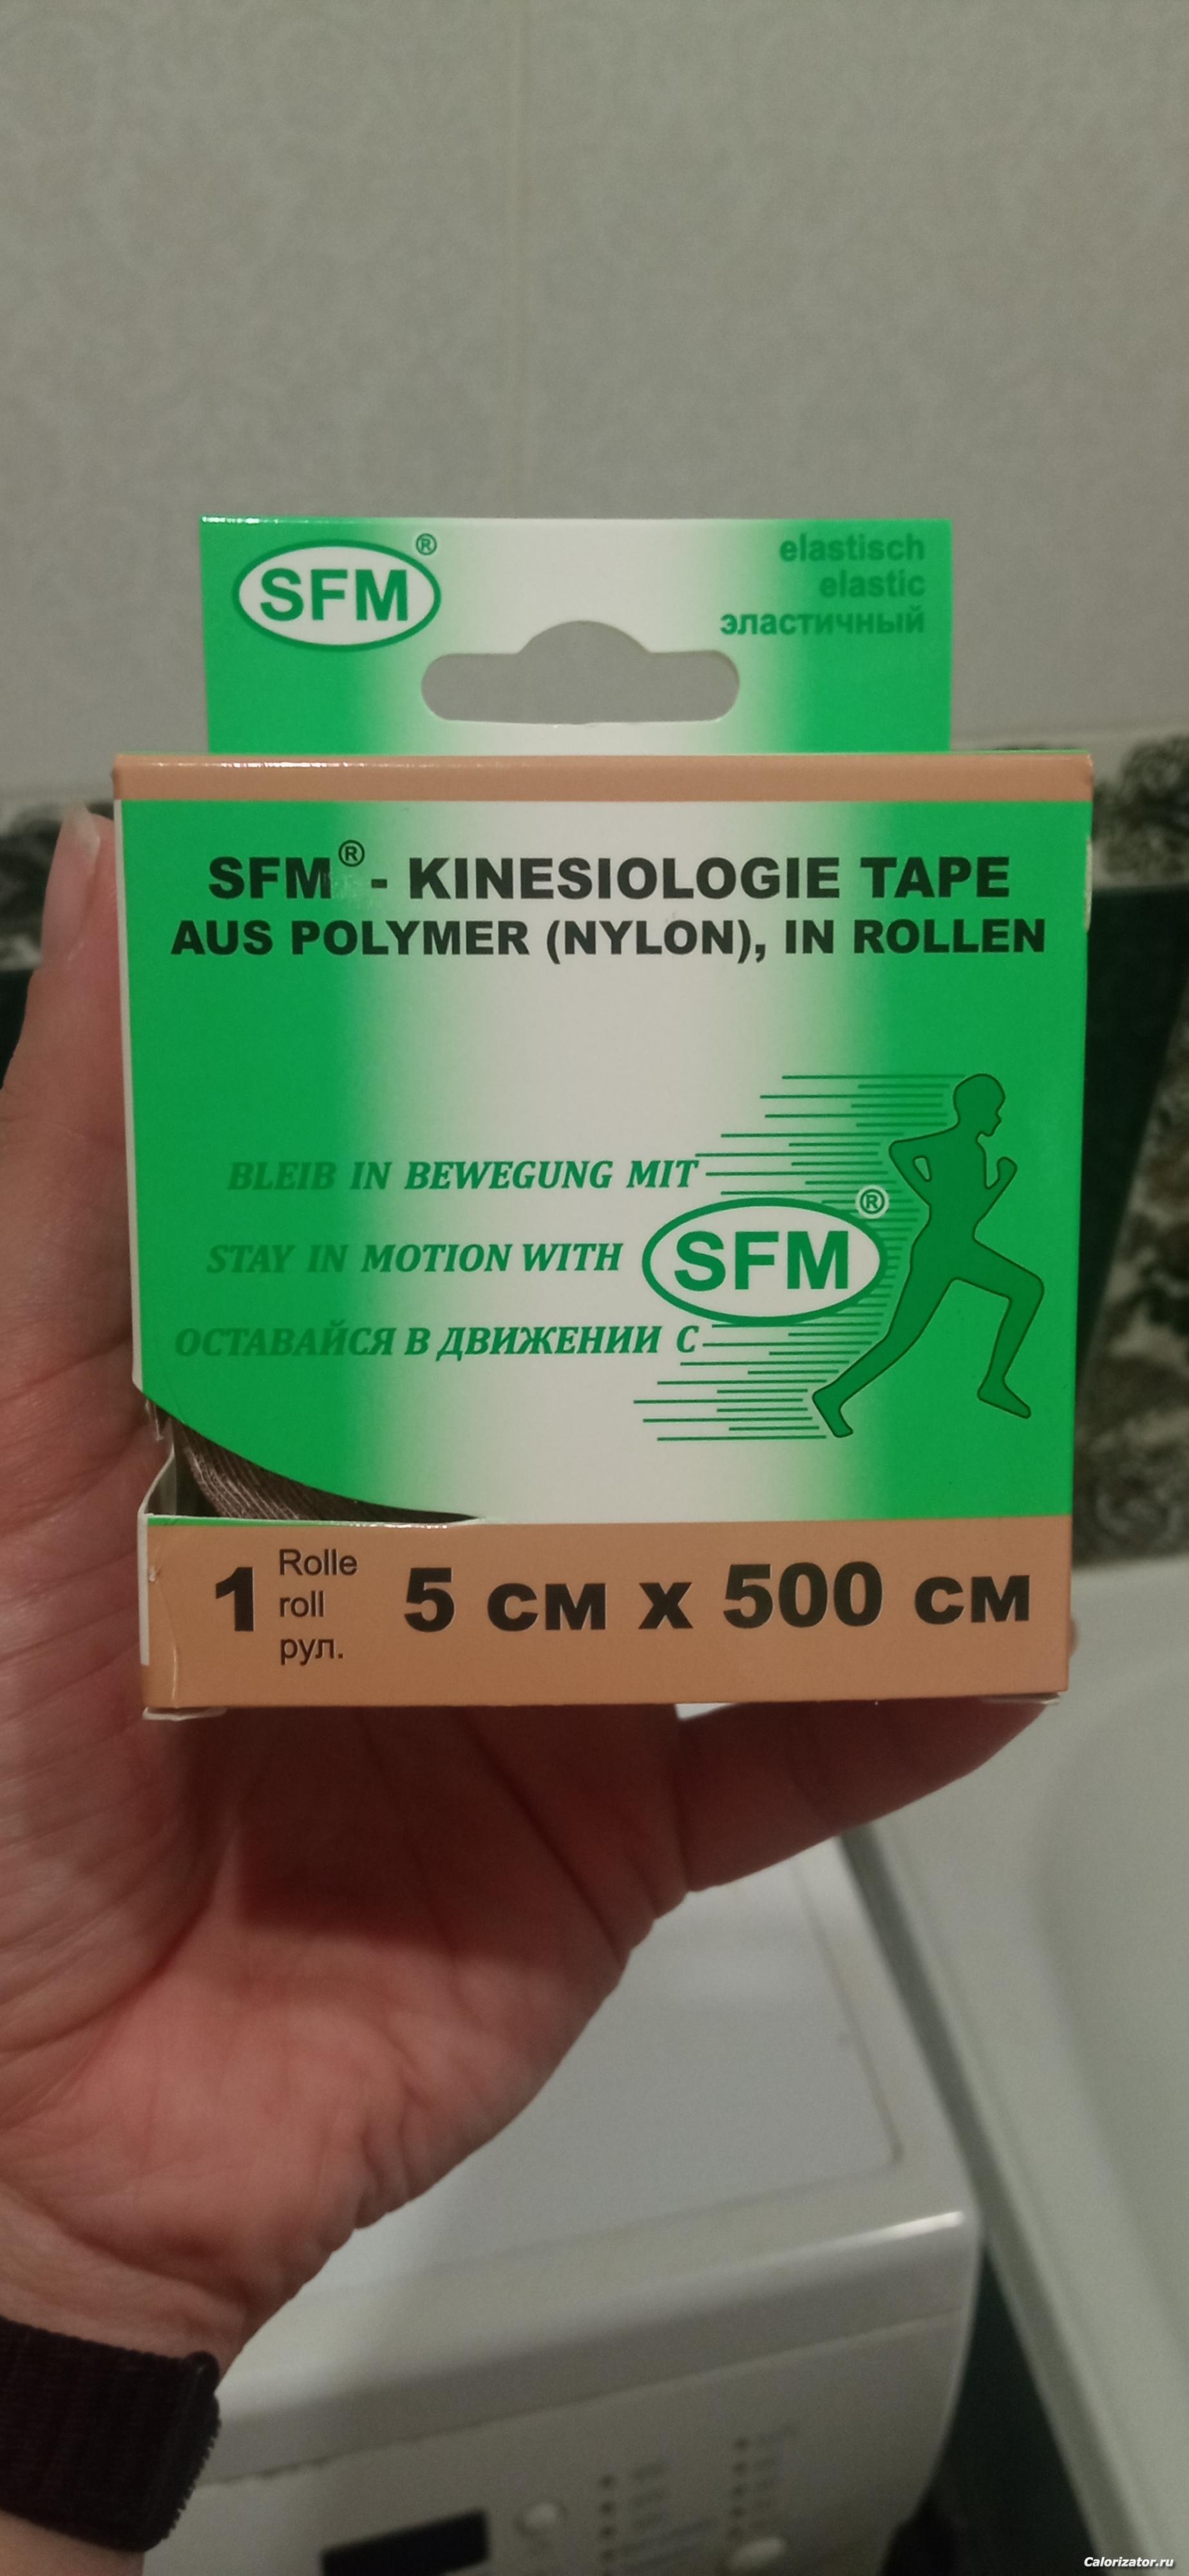 SFM®
elastisch
elastic
эластичный
SFM® - KINESIOLOGIE TAPE
AUS POLYMER (NYLON), IN ROLLEN
BLEIB IN BEWEGUNG MIT
STAY IN MOTION WITH
SFM®
ОСТАВАЙСЯ В ДВИЖЕНИИ С
1 Rolle
roll
рул.
5 см x 500 см
Calorizator.ru